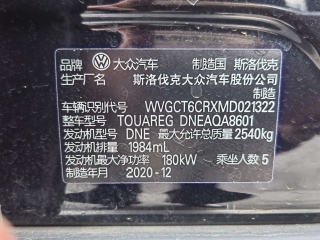 大众汽车 制造国 斯洛伐克
生产厂名: 斯洛伐克大众汽车股份公司
制造
车辆识别代号 WVGCT6CRXMD021322
整车型号 TOUAREG DNEAQA8601
发动机型号 DNE 最大允许总质量 2540kg
发动机排量 1984mL
发动机最大净功率 180kW 乘坐人数 5
制造年月 2020-12